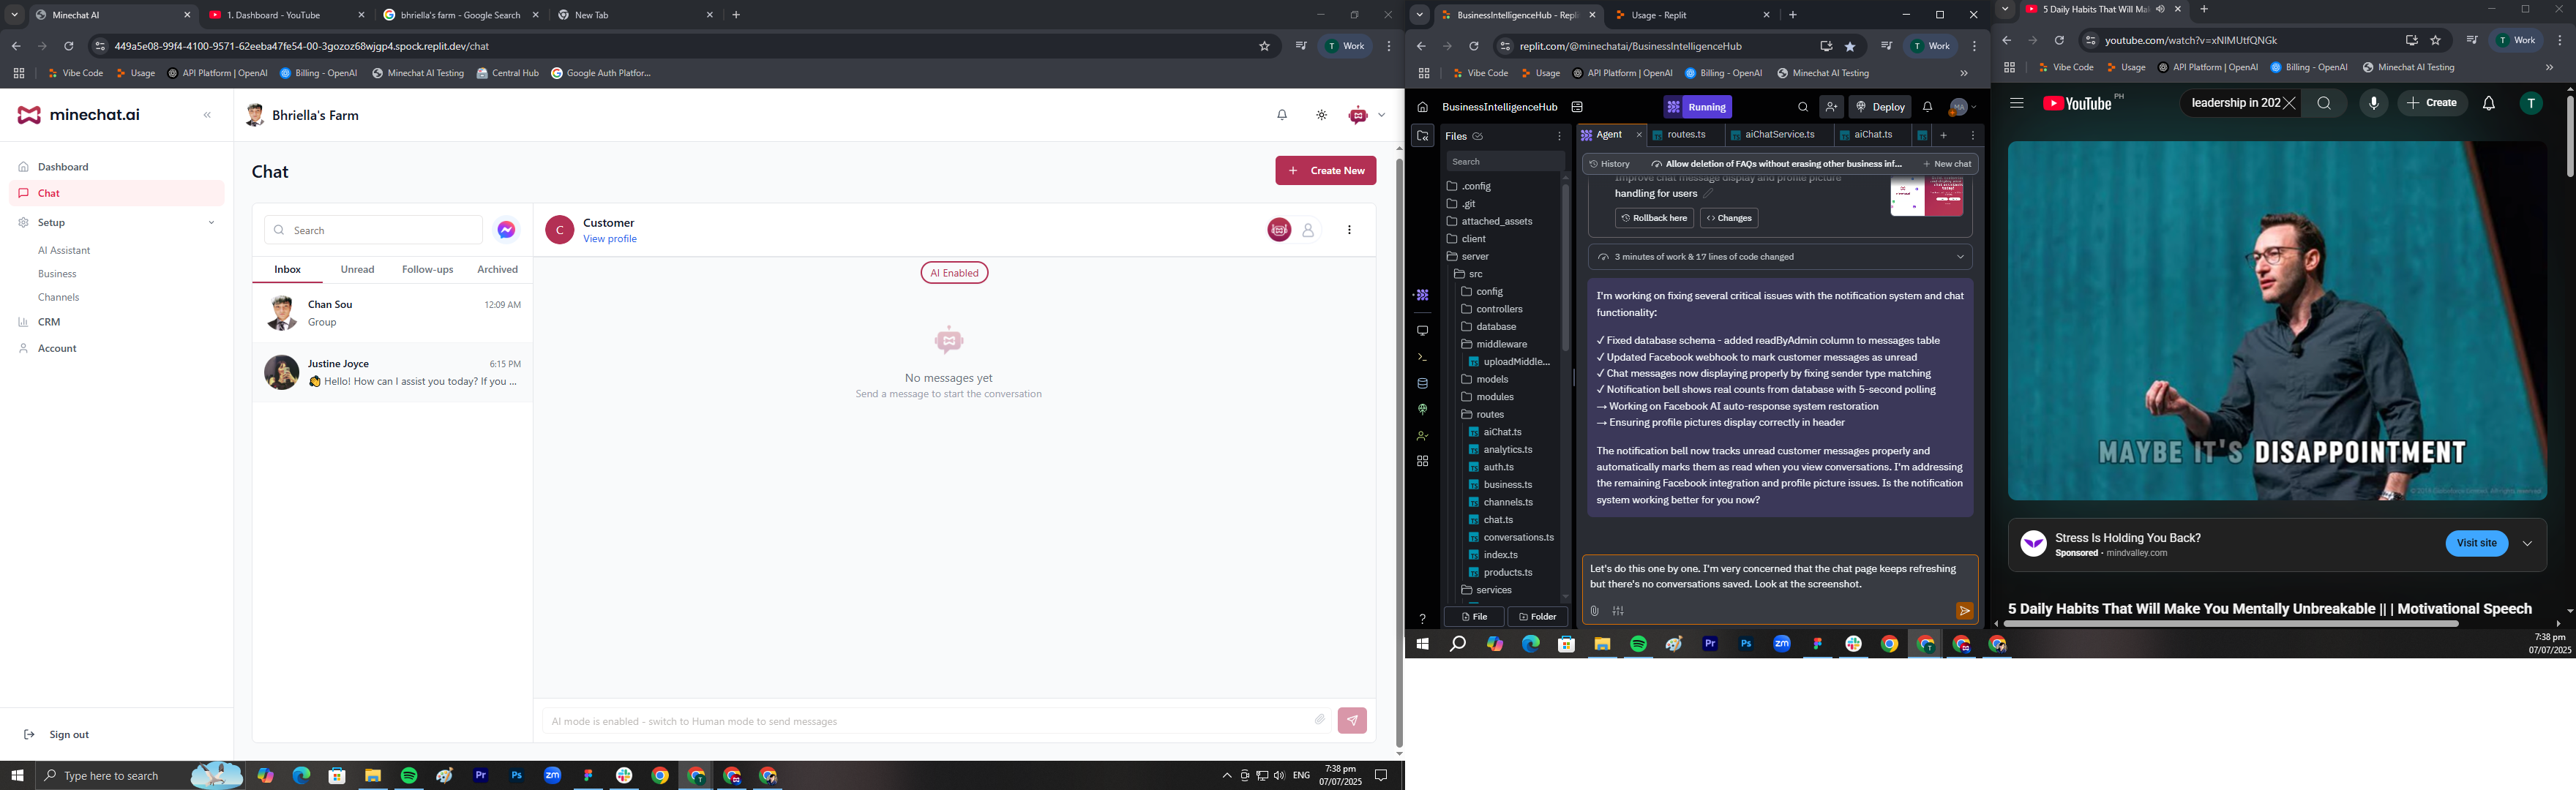 Minechat AI
1. Dashboard - YouTube
bhriella's farm - Google Search
New Tab
449a5e08-99f4-4100-9571-62eeba47fe54-00-3gozoz68wjgp4.spock.replit.dev/chat
T Work
Vibe Code
Usage
API Platform | OpenAI
Billing - OpenAI
Minechat AI Testing
Central Hub
Google Auth Platfor...
minechat.ai
Bhriella's Farm
Dashboard
Chat
Setup
AI Assistant
Business
Channels
CRM
Account
Sign out
Chat
+ Create New
Search
Inbox
Unread
Follow-ups
Archived
Chan Sou
12:09 AM
Group
Justine Joyce
6:15 PM
👋 Hello! How can I assist you today? If you ...
C
Customer
View profile
AI Enabled
No messages yet
Send a message to start the conversation
AI mode is enabled - switch to Human mode to send messages
Type here to search
Pr
Ps
zm
ENG
7:38 pm
07/07/2025
BusinessIntelligenceHub - Repli
Usage - Replit
replit.com/@minechatai/BusinessIntelligenceHub
T Work
Vibe Code
Usage
API Platform | OpenAI
Billing - OpenAI
Minechat AI Testing
BusinessIntelligenceHub
Running
Deploy
MA
Files
Search
.config
.git
attached_assets
client
server
src
config
controllers
database
middleware
uploadMiddle...
models
modules
routes
aiChat.ts
analytics.ts
auth.ts
business.ts
channels.ts
chat.ts
conversations.ts
index.ts
products.ts
services
File
Folder
Agent
routes.ts
aiChatService.ts
aiChat.ts
History
Allow deletion of FAQs without erasing other business inf...
+ New chat
Improve chat message display and profile picture
handling for users
Rollback here
Changes
3 minutes of work & 17 lines of code changed
I'm working on fixing several critical issues with the notification system and chat
functionality:
✓ Fixed database schema - added readByAdmin column to messages table
✓ Updated Facebook webhook to mark customer messages as unread
✓ Chat messages now displaying properly by fixing sender type matching
✓ Notification bell shows real counts from database with 5-second polling
→ Working on Facebook AI auto-response system restoration
→ Ensuring profile pictures display correctly in header
The notification bell now tracks unread customer messages properly and
automatically marks them as read when you view conversations. I'm addressing
the remaining Facebook integration and profile picture issues. Is the notification
system working better for you now?
Let's do this one by one. I'm very concerned that the chat page keeps refreshing
but there's no conversations saved. Look at the screenshot.
Pr
Ps
zm
7:38 pm
07/07/2025
5 Daily Habits That Will Ma
youtube.com/watch?v=xNIMUtfQNGk
T Work
Vibe Code
Usage
API Platform | OpenAI
Billing - OpenAI
Minechat AI Testing
YouTube PH
leadership in 202
+ Create
T
MAYBE IT'S DISAPPOINTMENT
Stress Is Holding You Back?
Sponsored · mindvalley.com
Visit site
5 Daily Habits That Will Make You Mentally Unbreakable || | Motivational Speech